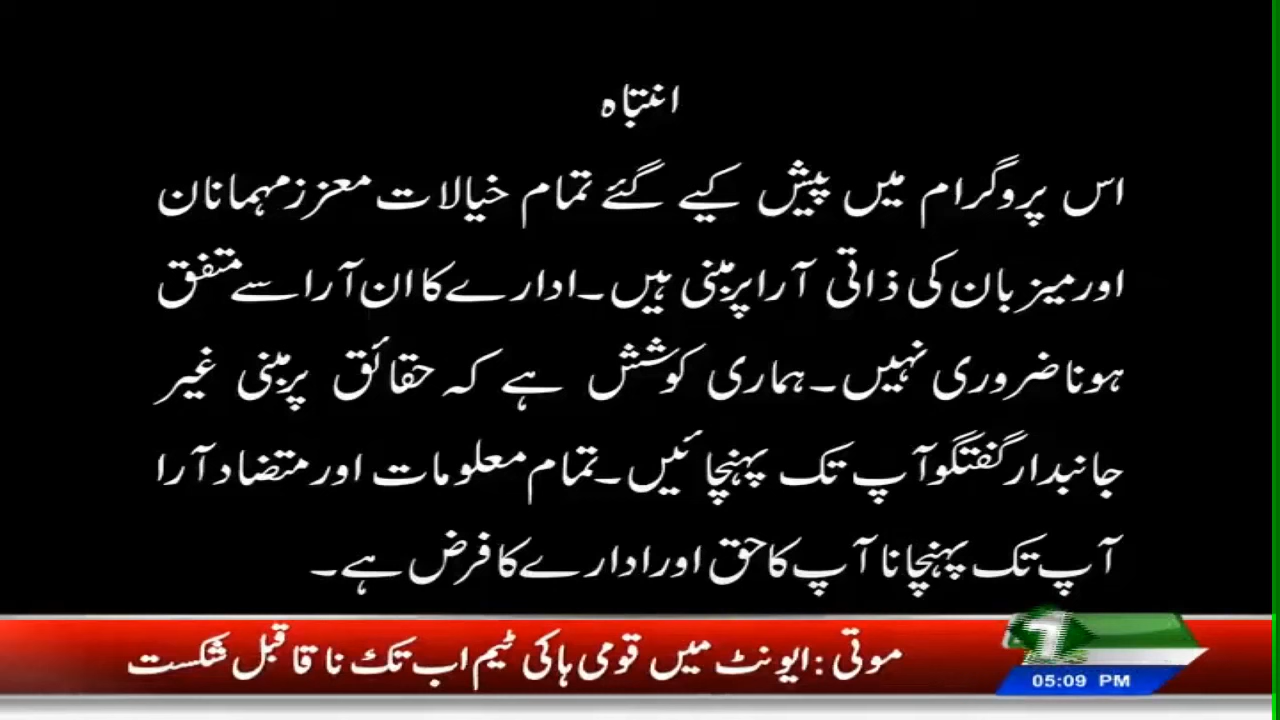 انتباہ
اس پروگرام میں پیش کیے گئے تمام خیالات معزز مہمانان
اور میزبان کی ذاتی آرا پر مبنی ہیں۔ ادارے کا ان آرا سے متفق
ہونا ضروری نہیں۔ ہماری کوشش ہے کہ حقائق پر مبنی غیر
جانبدار گفتگو آپ تک پہنچائیں۔ تمام معلومات اور متضاد آرا
آپ تک پہنچانا آپ کا حق اور ادارے کا فرض ہے۔
موتی : ایونٹ میں قومی ہاکی ٹیم اب تک ناقا قبل شکست
05:09 PM